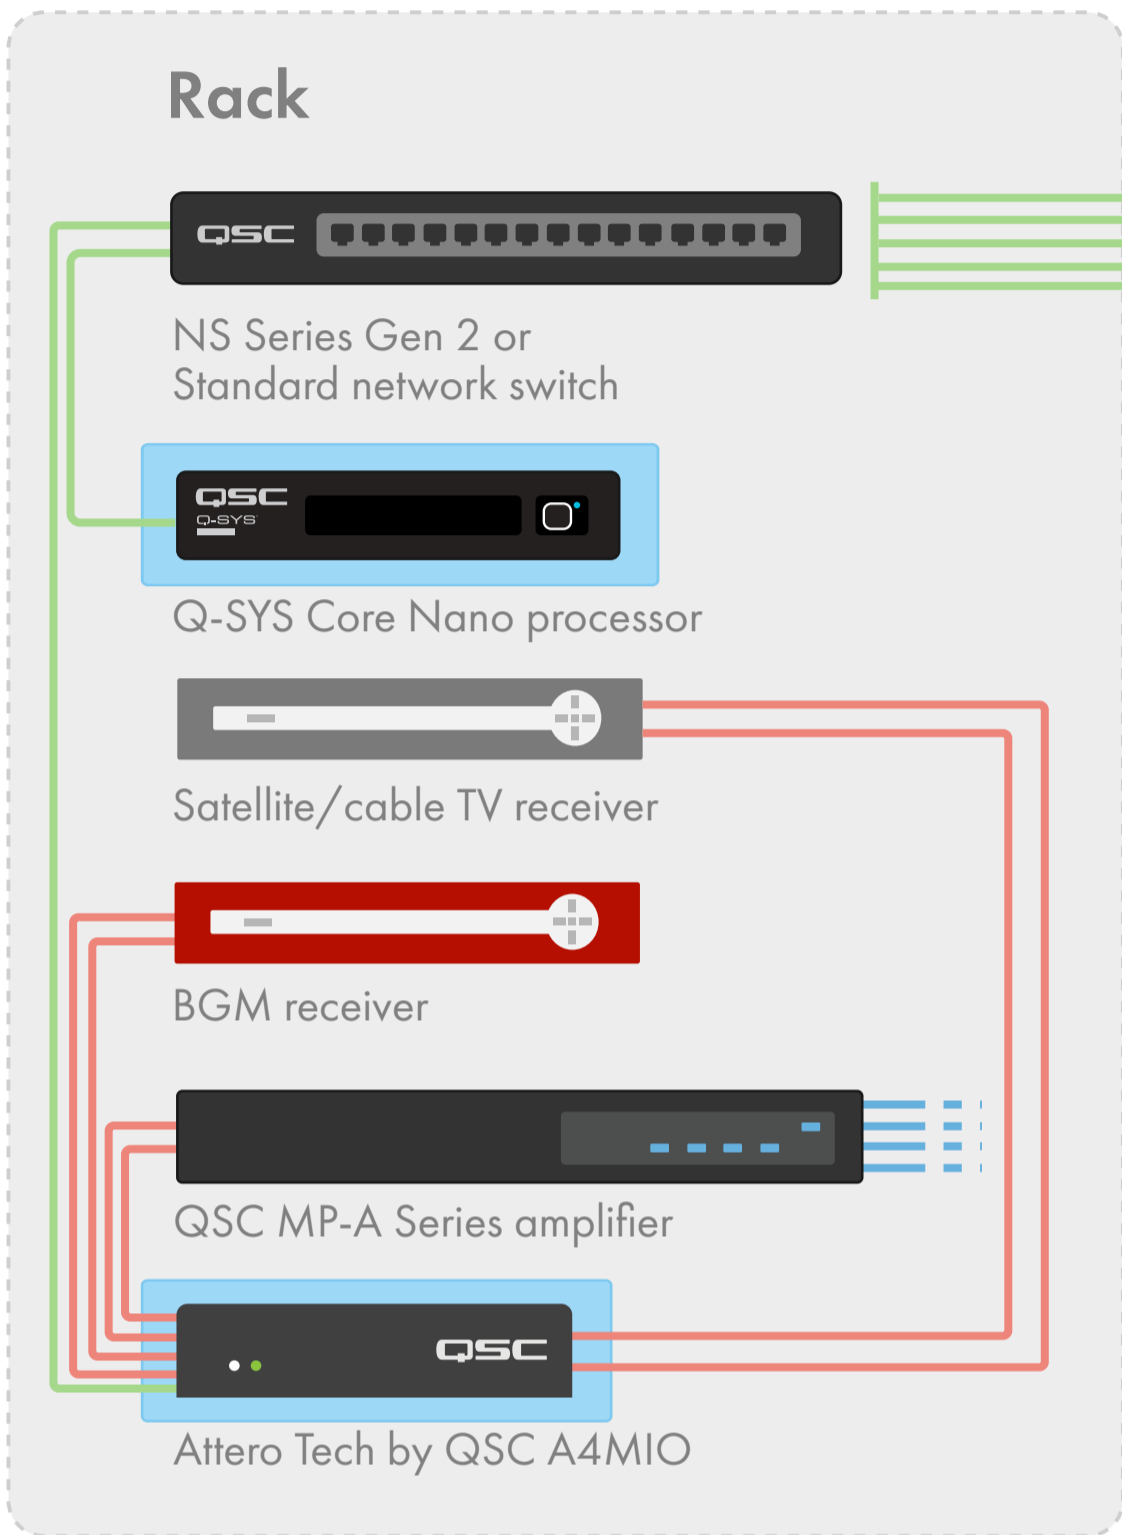 Rack
QSC
NS Series Gen 2 or
Standard network switch
QSC
Q-SYS
Q-SYS Core Nano processor
Satellite/cable TV receiver
BGM receiver
QSC MP-A Series amplifier
QSC
Attero Tech by QSC A4MIO